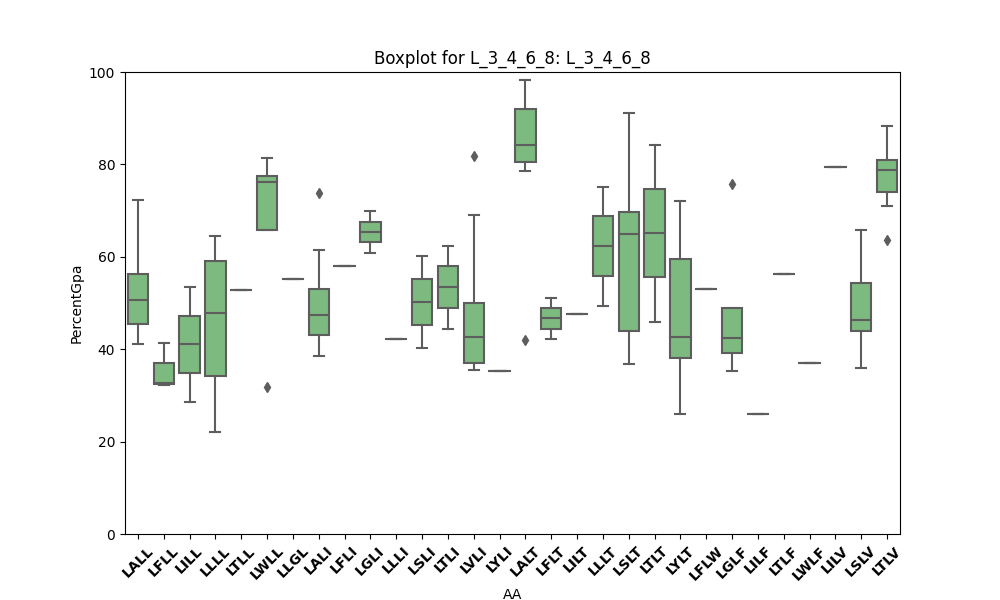 Boxplot for L_3_4_6_8: L_3_4_6_8
100
80
60
40
20
0
PercentGpa
LALL LFLL LILL LLLL LTLL LWLL LLGL LALI LFLI LGLI LLLI LSLI LTLI LVLI LYLI LALT LFLT LILT LLLT LSLT LTLT LYLT LFLW LGLF LILF LTLF LWLF LILV LSLV LTLV
AA